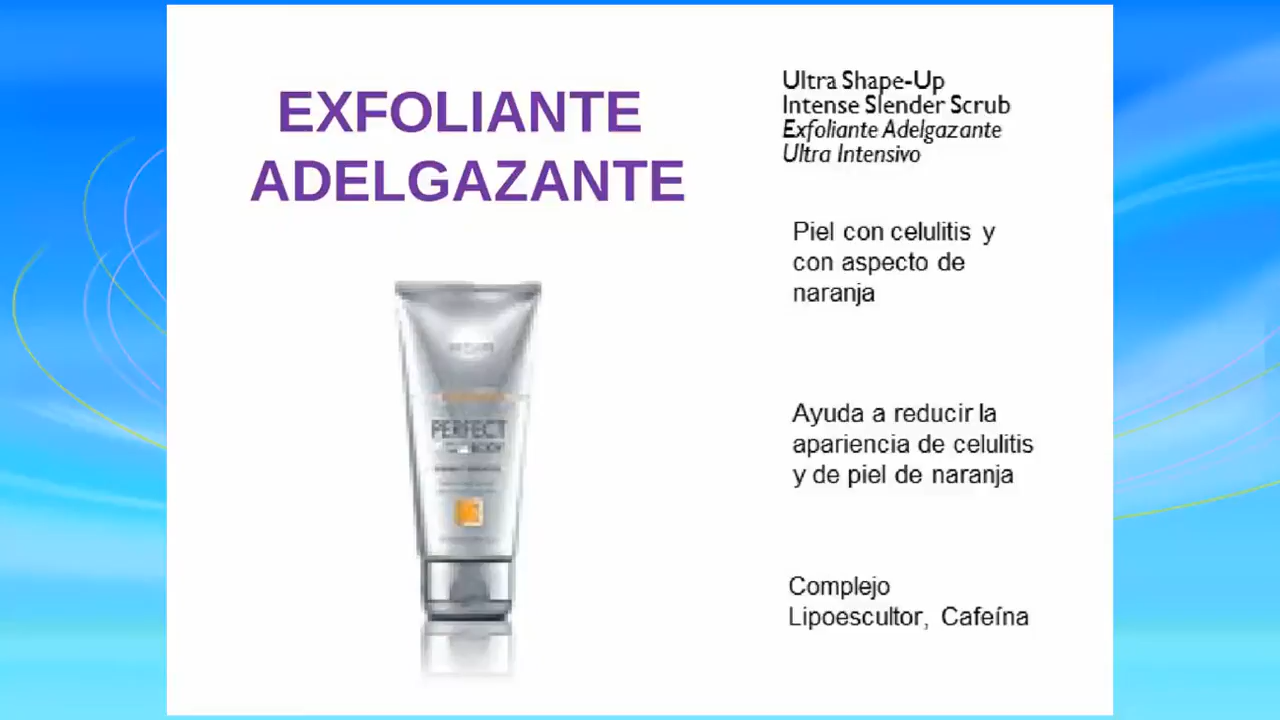 EXFOLIANTE
ADELGAZANTE
Ultra Shape-Up
Intense Slender Scrub
Exfoliante Adelgazante
Ultra Intensivo
Piel con celulitis y
con aspecto de
naranja
PERFECT
BODY
Ayuda a reducir la
apariencia de celulitis
y de piel de naranja
Complejo
Lipoescultor, Cafeína